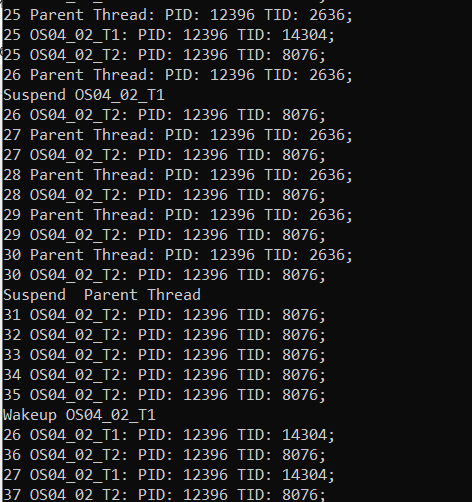 25 Parent Thread: PID: 12396 TID: 2636;
25 OS04_02_T1: PID: 12396 TID: 14304;
25 OS04_02_T2: PID: 12396 TID: 8076;
26 Parent Thread: PID: 12396 TID: 2636;
Suspend OS04_02_T1
26 OS04_02_T2: PID: 12396 TID: 8076;
27 Parent Thread: PID: 12396 TID: 2636;
27 OS04_02_T2: PID: 12396 TID: 8076;
28 Parent Thread: PID: 12396 TID: 2636;
28 OS04_02_T2: PID: 12396 TID: 8076;
29 Parent Thread: PID: 12396 TID: 2636;
29 OS04_02_T2: PID: 12396 TID: 8076;
30 Parent Thread: PID: 12396 TID: 2636;
30 OS04_02_T2: PID: 12396 TID: 8076;
Suspend  Parent Thread
31 OS04_02_T2: PID: 12396 TID: 8076;
32 OS04_02_T2: PID: 12396 TID: 8076;
33 OS04_02_T2: PID: 12396 TID: 8076;
34 OS04_02_T2: PID: 12396 TID: 8076;
35 OS04_02_T2: PID: 12396 TID: 8076;
Wakeup OS04_02_T1
26 OS04_02_T1: PID: 12396 TID: 14304;
36 OS04_02_T2: PID: 12396 TID: 8076;
27 OS04_02_T1: PID: 12396 TID: 14304;
37 OS04_02_T2: PID: 12396 TID: 8076;